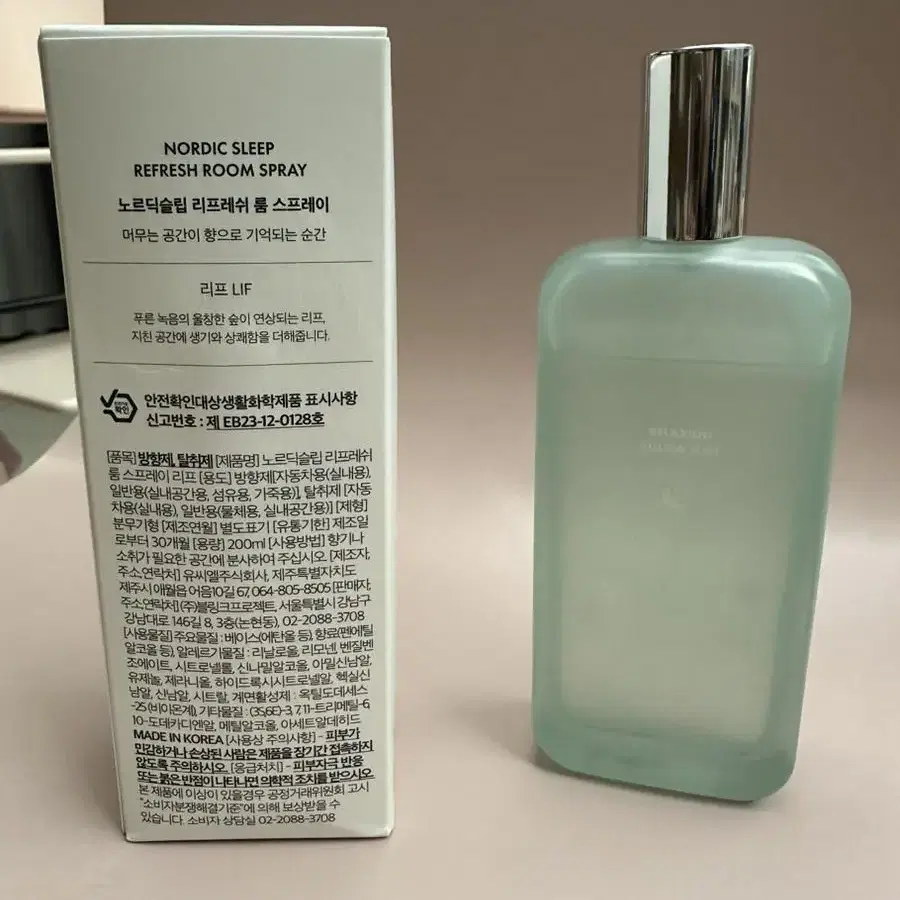 NORDIC SLEEP
REFRESH ROOM SPRAY
노르딕슬립 리프레쉬 룸 스프레이
머무는 공간이 향으로 기억되는 순간
리프 LIF
푸른 녹음의 울창한 숲이 연상되는 리프,
지친 공간에 생기와 상쾌함을 더해줍니다.
확인
안전확인대상생활화학제품 표시사항
신고번호 : 제 EB23-12-0128호
[품목] 방향제, 탈취제 [제품명] 노르딕슬립 리프레쉬
룸 스프레이 리프 [용도] 방향제[자동차용(실내용),
일반용(실내공간용, 섬유용, 가죽용)], 탈취제 [자동
차용(실내용), 일반용(물체용, 실내공간용)] [제형]
분무기형 [제조연월] 별도표기 [유통기한] 제조일
로부터 30개월 [용량] 200ml [사용방법] 향기나
소취가 필요한 공간에 분사하여 주십시오. [제조자,
주소,연락처] 유씨엘주식회사, 제주특별자치도
제주시 애월읍 어음10길 67, 064-805-8505 [판매자,
주소,연락처] (주)블링크프로젝트, 서울특별시 강남구
강남대로 146길 8, 3층(논현동), 02-2088-3708
[사용물질] 주요물질 : 베이스(에탄올 등), 향료(펜에틸
알코올 등), 알레르기물질 : 리날로올, 리모넨, 벤질벤
조에이트, 시트로넬롤, 신나밀알코올, 아밀신남알,
유제놀, 제라니올, 하이드록시시트로넬알, 헥실신
남알, 신남알, 시트랄, 계면활성제 : 옥틸도데세스
-25 (비이온계), 기타물질 : (3S,6E)-3,7,11-트리메틸-6,
10-도데카디엔알, 메틸알코올, 아세트알데히드
MADE IN KOREA [사용상 주의사항] - 피부가
민감하거나 손상된 사람은 제품을 장기간 접촉하지
않도록 주의하시오. [응급처치] - 피부자극 반응
또는 붉은 반점이 나타나면 의학적 조치를 받으시오.
본 제품에 이상이 있을경우 공정거래위원회 고시
"소비자분쟁해결기준"에 의해 보상받을 수
있습니다. 소비자 상담실 02-2088-3708